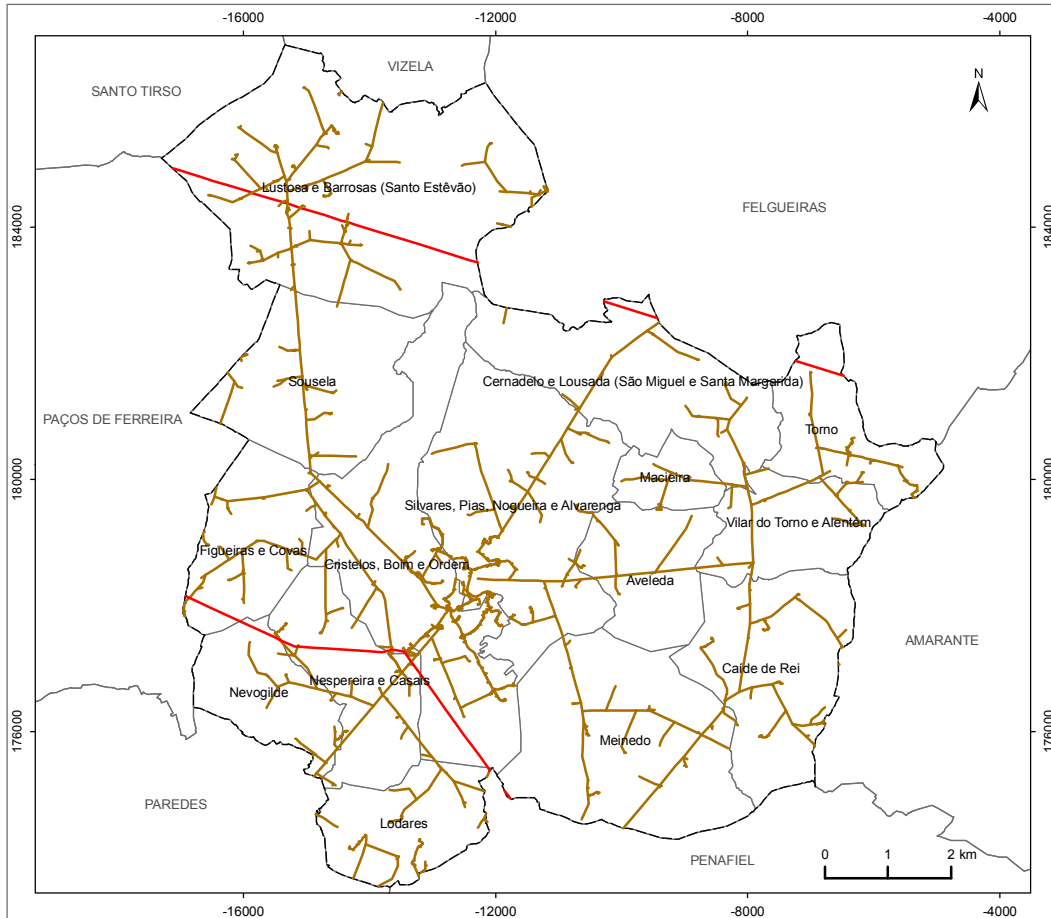 -16000
-12000
-8000
-4000
VIZELA
SANTO TIRSO
N
Lustosa e Barrosas (Santo Estêvão)
FELGUEIRAS
184000
184000
Sousela
Cernadelo e Lousada (São Miguel e Santa Margarida)
PAÇOS DE FERREIRA
Torno
180000
180000
Macieira
Silvares, Pias, Nogueira e Alvarenga
Vilar do Torno e Alentém
Figueiras e Covas
Cristelos, Boim e Ordem
Aveleda
AMARANTE
Caíde de Rei
Nespereira e Casais
Nevogilde
176000
176000
Meinedo
PAREDES
Lodares
0 1 2 km
PENAFIEL
-16000
-12000
-8000
-4000